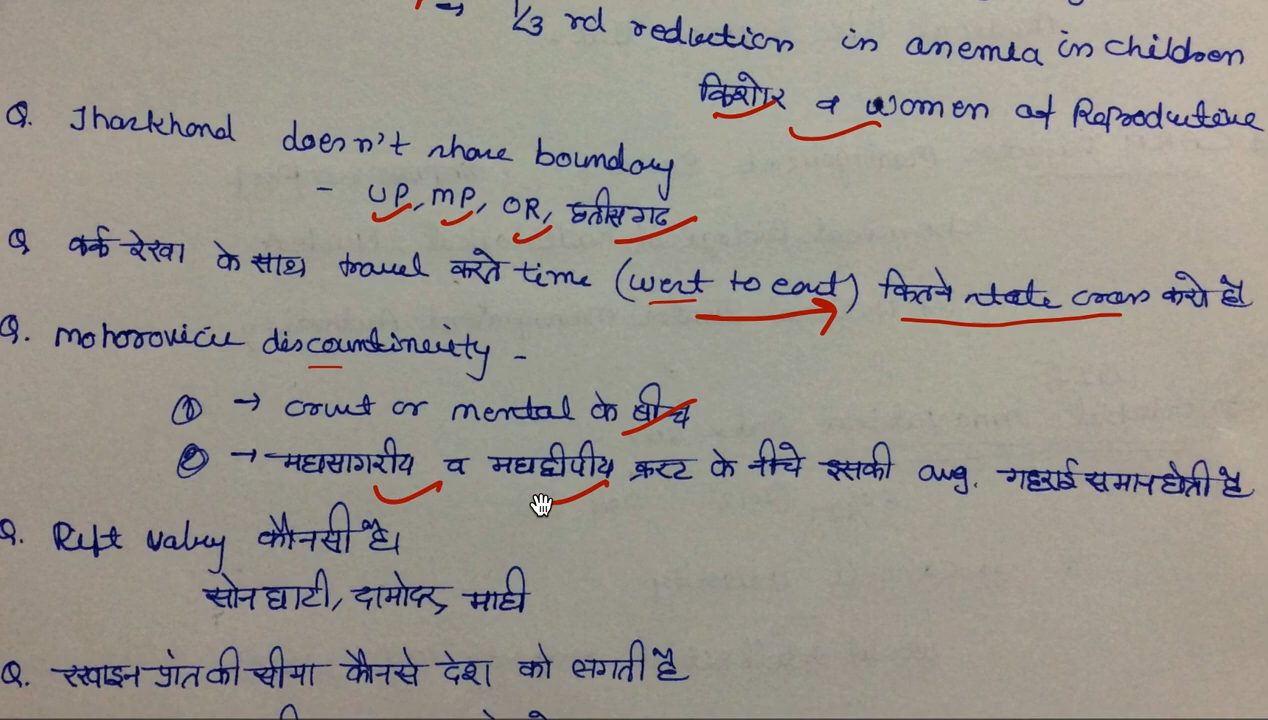 → 1/3 rd reduction in anemia in children
किशोर व women of Reproductive
Q. Jharkhand doesn't share boundary
- UP, MP, OR, छत्तीसगढ
Q कर्क रेखा के साथ travel करते time (west to east) कितने state cross करते है
Q. Mohorovicic discountineity -
① → crust or mental के बीच
② → महासागरीय व महाद्वीपीय क्रस्ट के नीचे इसकी avg. गहराई समान होती है
Q. Rift valley कौनसी है।
सोन घाटी, दामोदर, माही
Q. रखाइन प्रांत की सीमा कौनसे देश को लगती है